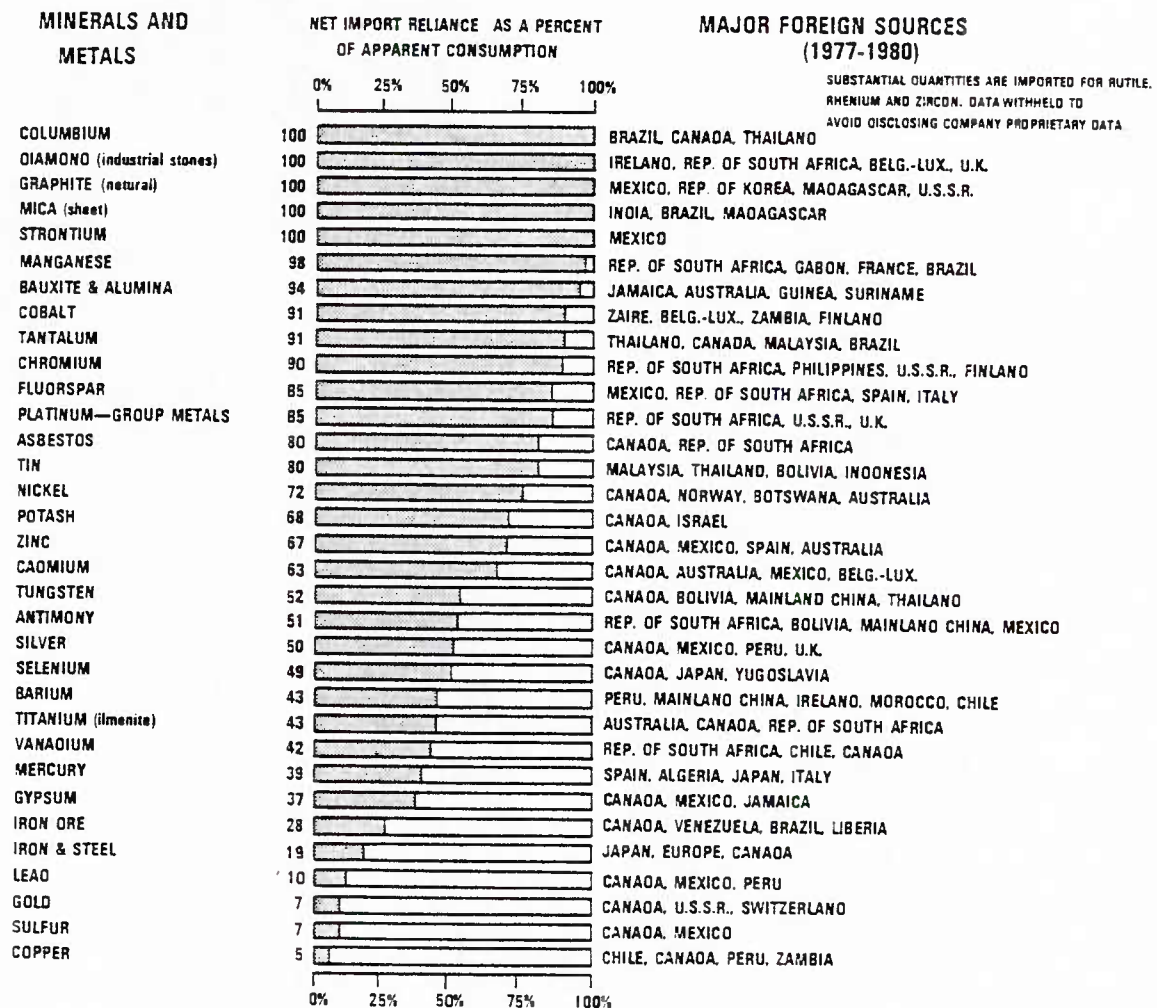 MINERALS AND
METALS
NET IMPORT RELIANCE AS A PERCENT
OF APPARENT CONSUMPTION
MAJOR FOREIGN SOURCES
(1977-1980)
SUBSTANTIAL QUANTITIES ARE IMPORTED FOR RUTILE,
RHENIUM AND ZIRCON. DATA WITHHELD TO
AVOID DISCLOSING COMPANY PROPRIETARY DATA
0% 25% 50% 75% 100%
COLUMBIUM 100 BRAZIL, CANADA, THAILAND
DIAMOND (industrial stones) 100 IRELAND, REP. OF SOUTH AFRICA, BELG.-LUX., U.K.
GRAPHITE (natural) 100 MEXICO, REP. OF KOREA, MADAGASCAR, U.S.S.R.
MICA (sheet) 100 INDIA, BRAZIL, MADAGASCAR
STRONTIUM 100 MEXICO
MANGANESE 98 REP. OF SOUTH AFRICA, GABON, FRANCE, BRAZIL
BAUXITE & ALUMINA 94 JAMAICA, AUSTRALIA, GUINEA, SURINAME
COBALT 91 ZAIRE, BELG.-LUX., ZAMBIA, FINLAND
TANTALUM 91 THAILAND, CANADA, MALAYSIA, BRAZIL
CHROMIUM 90 REP. OF SOUTH AFRICA, PHILIPPINES, U.S.S.R., FINLAND
FLUORSPAR 85 MEXICO, REP. OF SOUTH AFRICA, SPAIN, ITALY
PLATINUM—GROUP METALS 85 REP. OF SOUTH AFRICA, U.S.S.R., U.K.
ASBESTOS 80 CANADA, REP. OF SOUTH AFRICA
TIN 80 MALAYSIA, THAILAND, BOLIVIA, INDONESIA
NICKEL 72 CANADA, NORWAY, BOTSWANA, AUSTRALIA
POTASH 68 CANADA, ISRAEL
ZINC 67 CANADA, MEXICO, SPAIN, AUSTRALIA
CADMIUM 63 CANADA, AUSTRALIA, MEXICO, BELG.-LUX.
TUNGSTEN 52 CANADA, BOLIVIA, MAINLAND CHINA, THAILAND
ANTIMONY 51 REP. OF SOUTH AFRICA, BOLIVIA, MAINLAND CHINA, MEXICO
SILVER 50 CANADA, MEXICO, PERU, U.K.
SELENIUM 49 CANADA, JAPAN, YUGOSLAVIA
BARIUM 43 PERU, MAINLAND CHINA, IRELAND, MOROCCO, CHILE
TITANIUM (ilmenite) 43 AUSTRALIA, CANADA, REP. OF SOUTH AFRICA
VANADIUM 42 REP. OF SOUTH AFRICA, CHILE, CANADA
MERCURY 39 SPAIN, ALGERIA, JAPAN, ITALY
GYPSUM 37 CANADA, MEXICO, JAMAICA
IRON ORE 28 CANADA, VENEZUELA, BRAZIL, LIBERIA
IRON & STEEL 19 JAPAN, EUROPE, CANADA
LEAD 10 CANADA, MEXICO, PERU
GOLD 7 CANADA, U.S.S.R., SWITZERLAND
SULFUR 7 CANADA, MEXICO
COPPER 5 CHILE, CANADA, PERU, ZAMBIA
0% 25% 50% 75% 100%